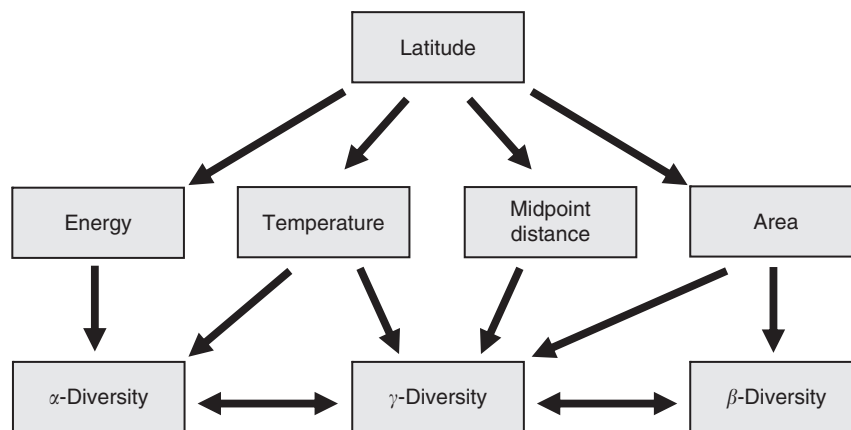 Latitude
Energy
Temperature
Midpoint
distance
Area
α-Diversity
γ-Diversity
β-Diversity